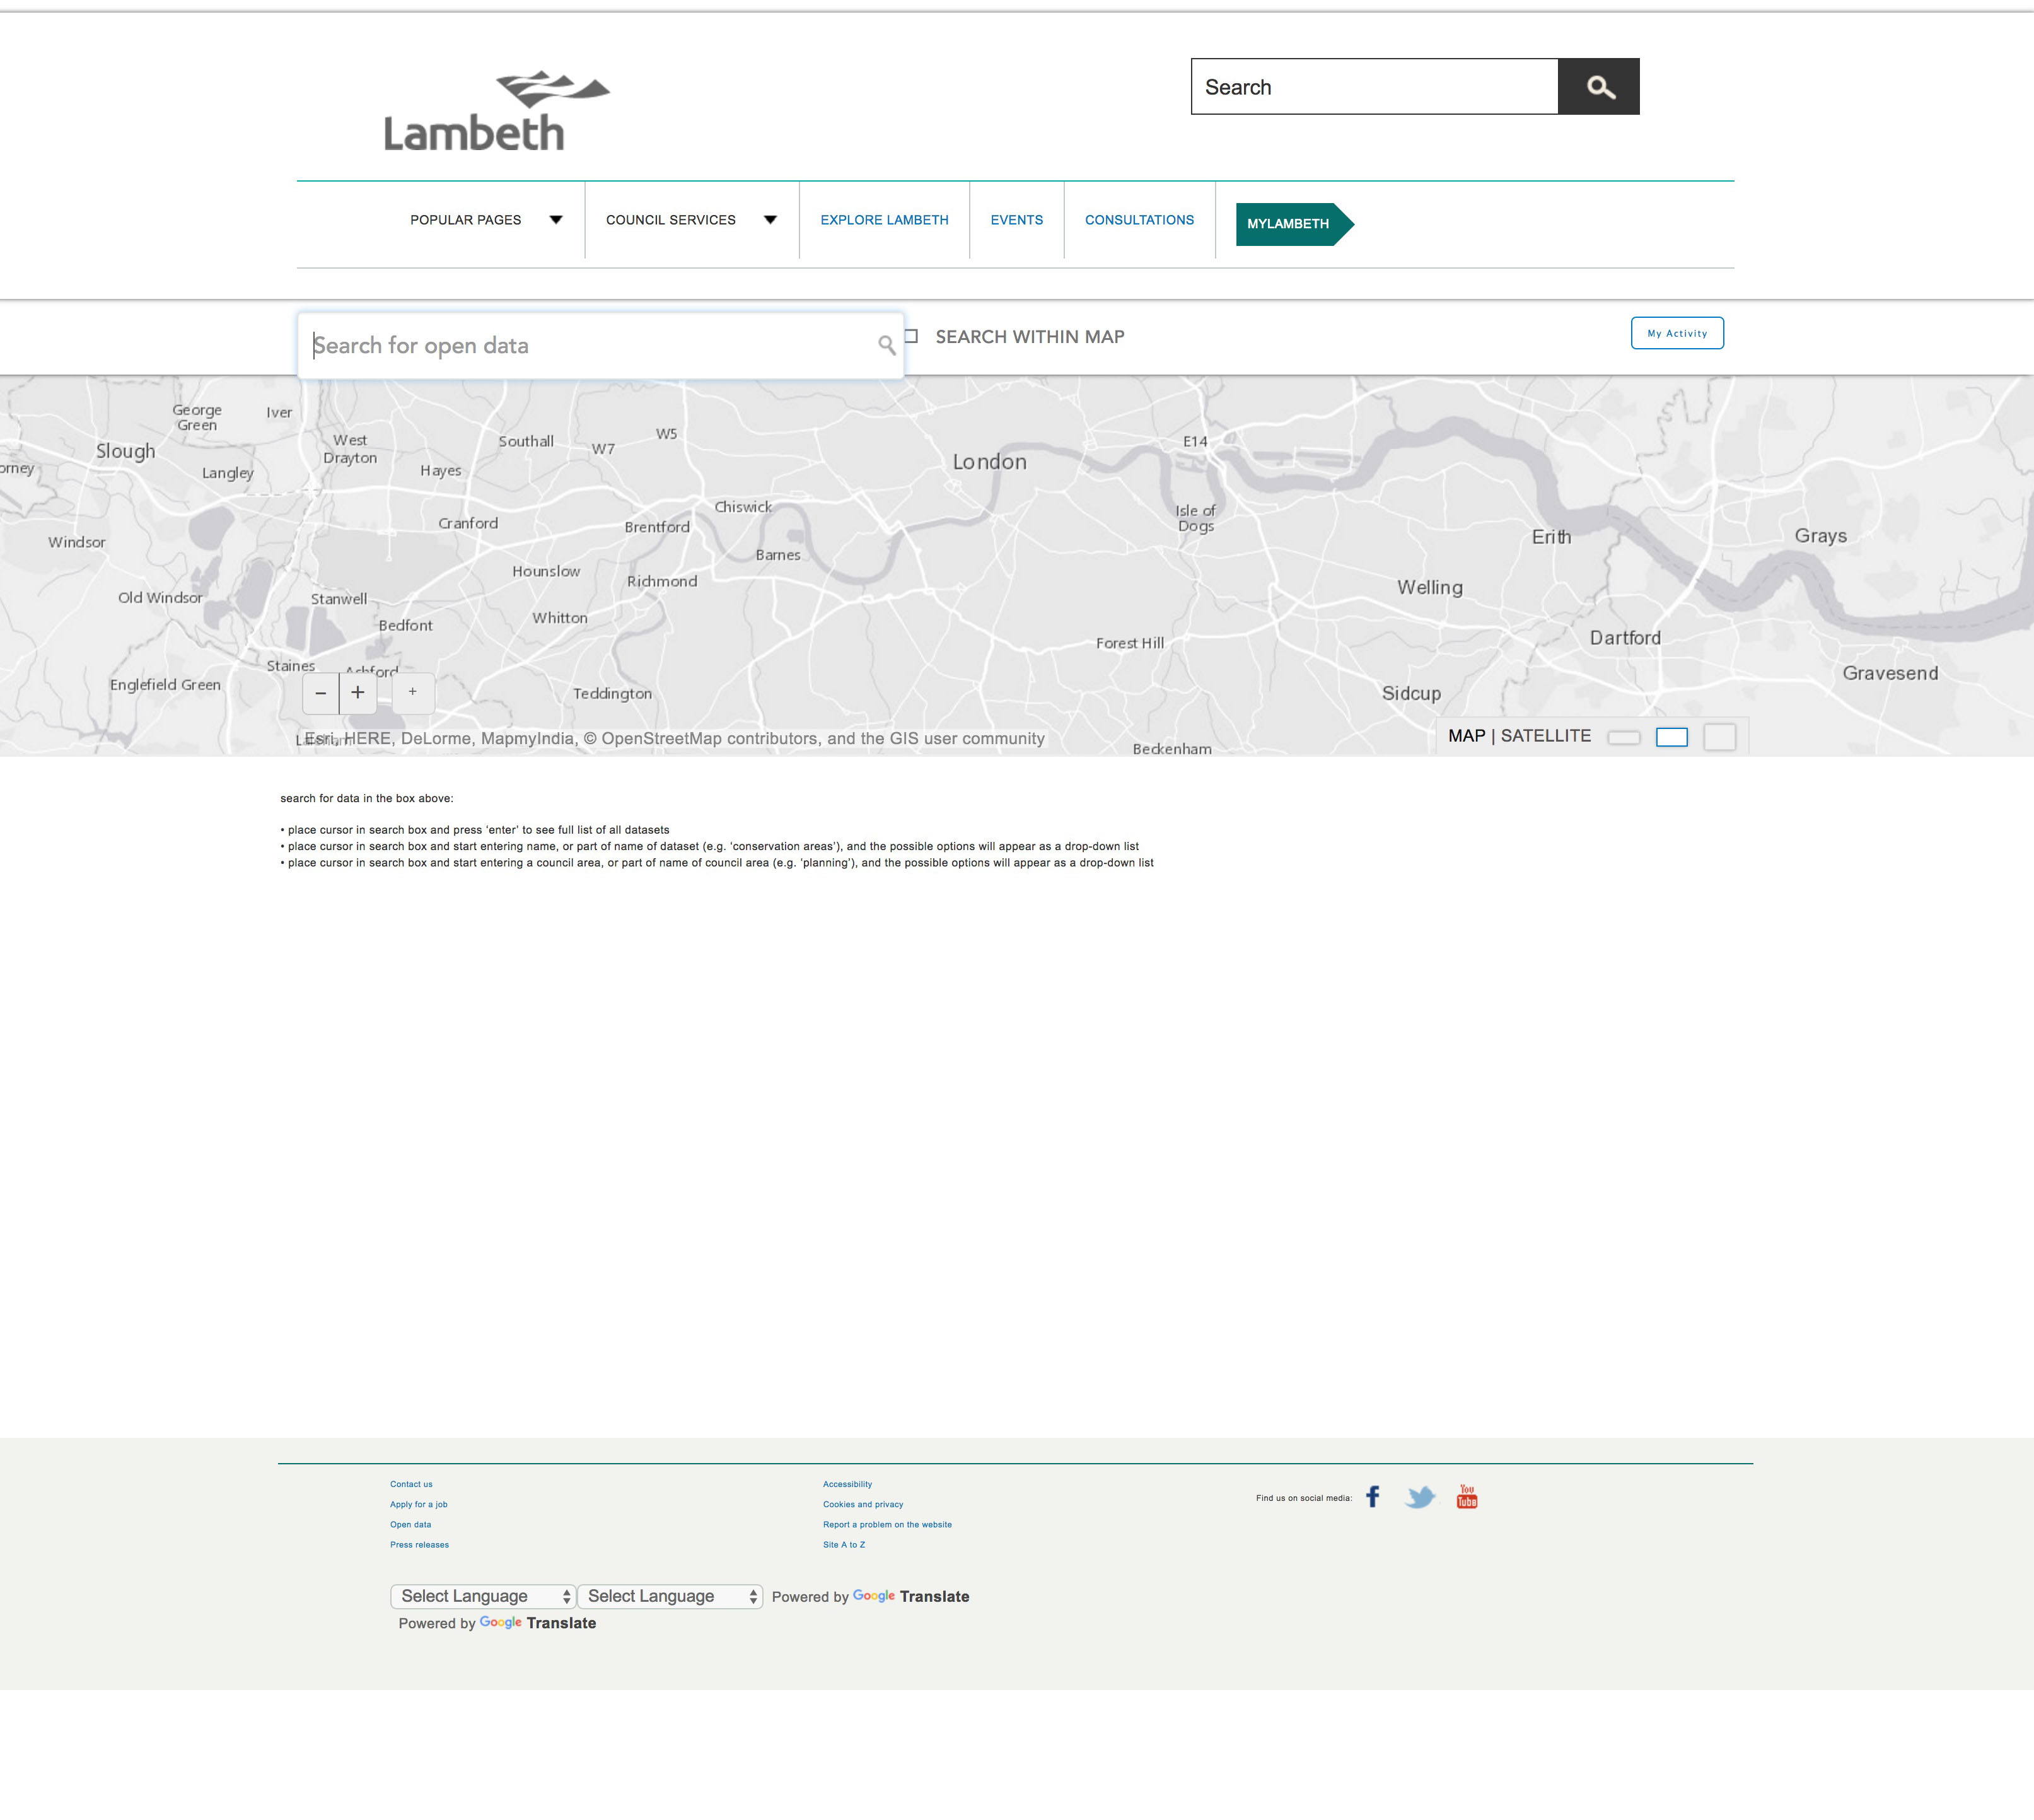 Lambeth
Search
POPULAR PAGES
COUNCIL SERVICES
EXPLORE LAMBETH
EVENTS
CONSULTATIONS
MYLAMBETH
Search for open data
SEARCH WITHIN MAP
My Activity
George
Green
Iver
Slough
Langley
West
Drayton
Hayes
Southall
W7
W5
London
E14
Isle of
Dogs
Chiswick
Cranford
Brentford
Barnes
Windsor
Hounslow
Richmond
Erith
Grays
Welling
Old Windsor
Stanwell
Bedfont
Whitton
Forest Hill
Dartford
Staines
Ashford
Englefield Green
Teddington
Sidcup
Gravesend
− + +
Esri, HERE, DeLorme, MapmyIndia, © OpenStreetMap contributors, and the GIS user community
Beckenham
MAP | SATELLITE
search for data in the box above:
• place cursor in search box and press 'enter' to see full list of all datasets
• place cursor in search box and start entering name, or part of name of dataset (e.g. 'conservation areas'), and the possible options will appear as a drop-down list
• place cursor in search box and start entering a council area, or part of name of council area (e.g. 'planning'), and the possible options will appear as a drop-down list
Contact us
Apply for a job
Open data
Press releases
Accessibility
Cookies and privacy
Report a problem on the website
Site A to Z
Find us on social media:
f
You
Tube
Select Language
Select Language
Powered by Google Translate
Powered by Google Translate